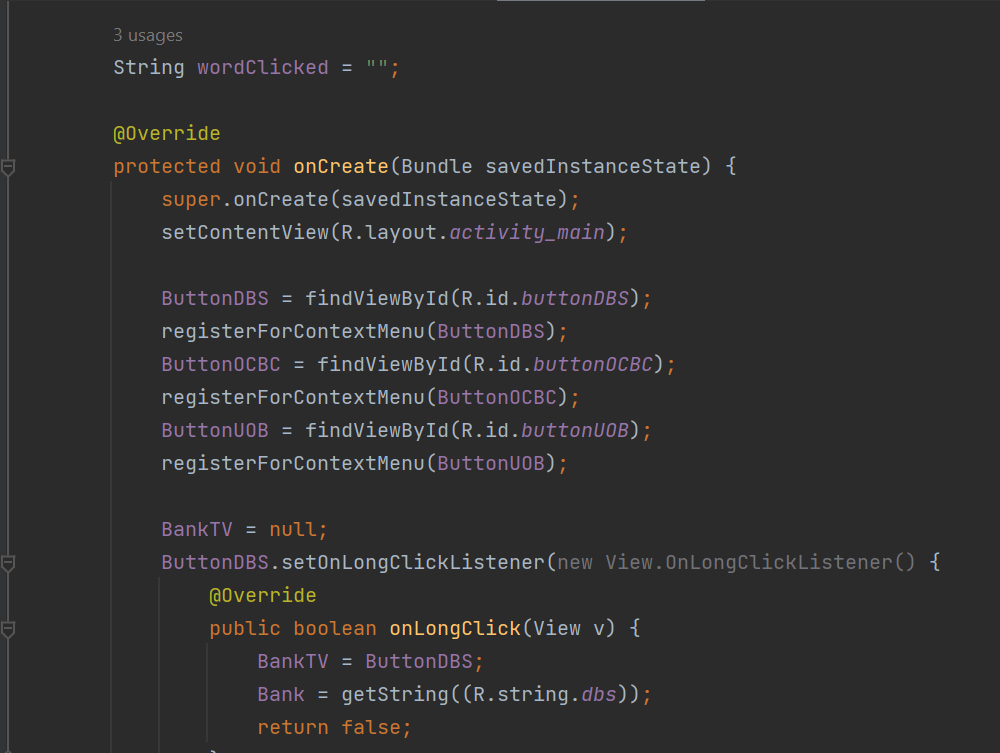 3 usages
String wordClicked = "";
@Override
protected void onCreate(Bundle savedInstanceState) {
super.onCreate(savedInstanceState);
setContentView(R.layout.activity_main);
ButtonDBS = findViewById(R.id.buttonDBS);
registerForContextMenu(ButtonDBS);
ButtonOCBC = findViewById(R.id.buttonOCBC);
registerForContextMenu(ButtonOCBC);
ButtonUOB = findViewById(R.id.buttonUOB);
registerForContextMenu(ButtonUOB);
BankTV = null;
ButtonDBS.setOnLongClickListener(new View.OnLongClickListener() {
@Override
public boolean onLongClick(View v) {
BankTV = ButtonDBS;
Bank = getString((R.string.dbs));
return false;